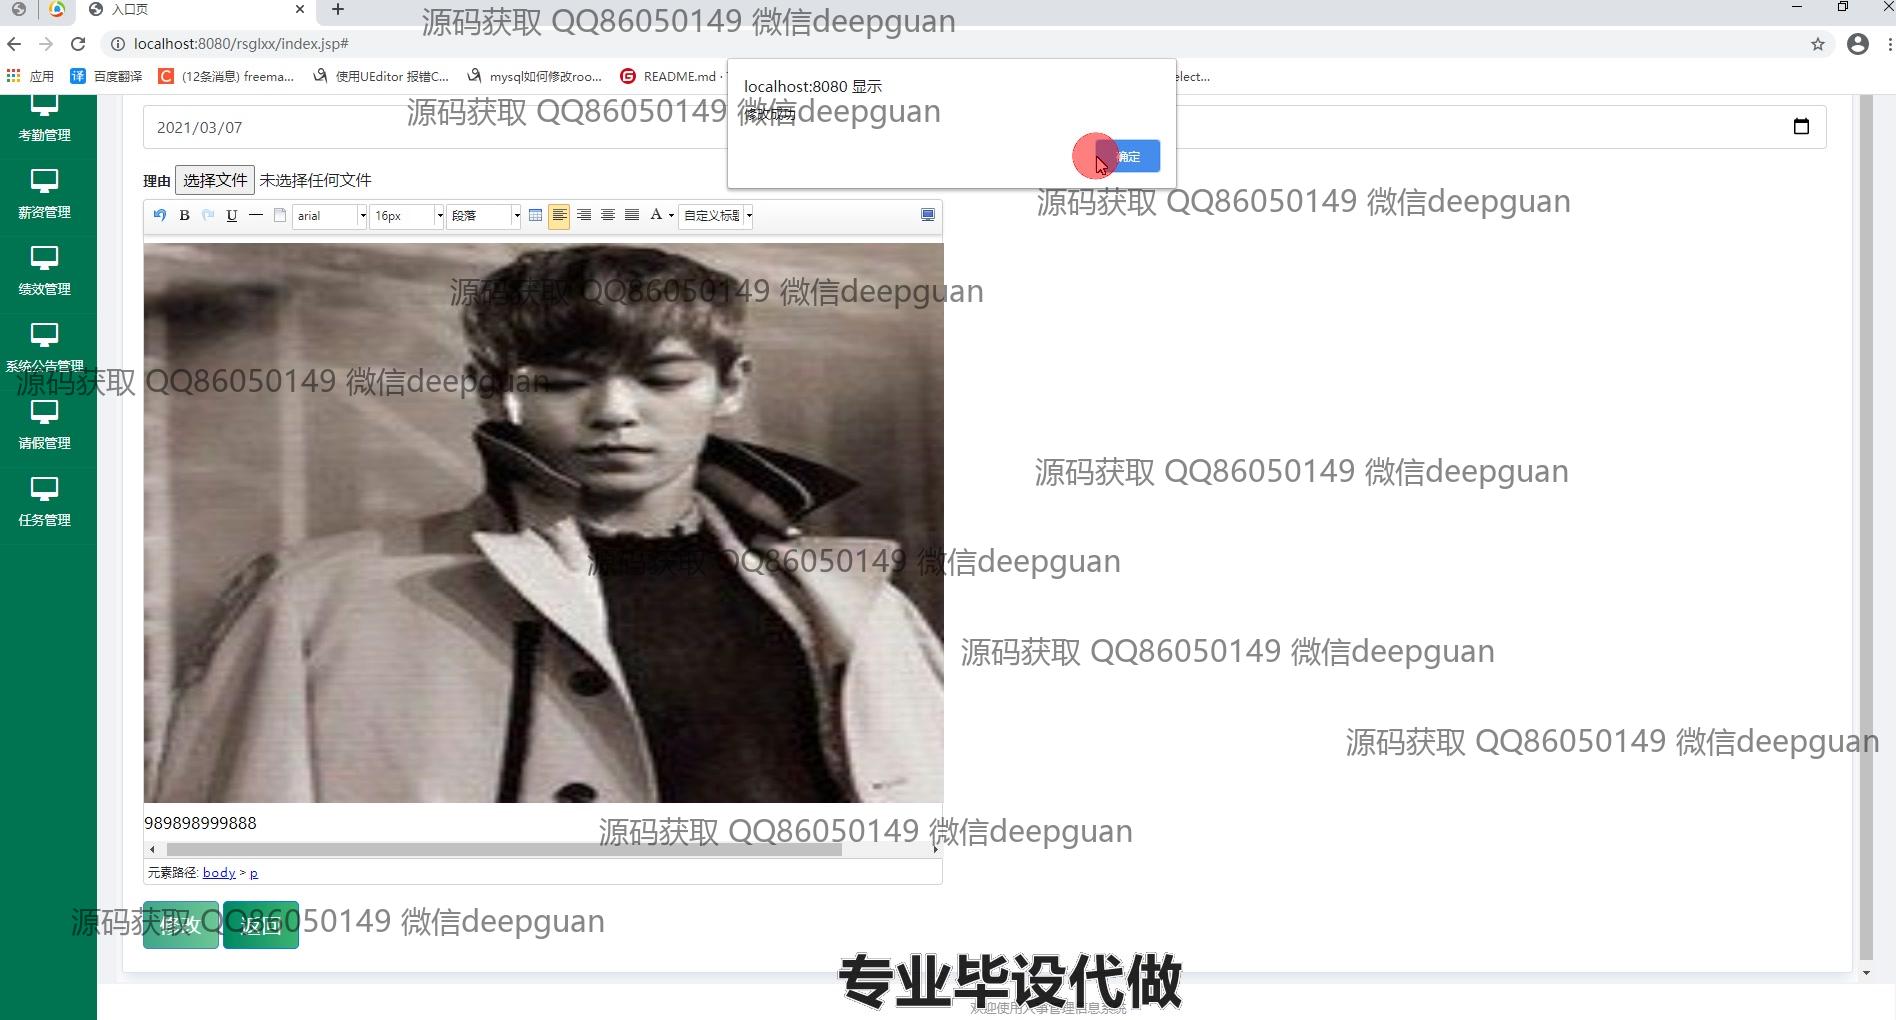 入口页
源码获取 QQ86050149 微信deepguan
localhost:8080/rsglxx/index.jsp#
应用
百度翻译
(12条消息) freema...
使用UEditor 报错C...
mysql如何修改roo...
README.md ·
elect...
localhost:8080 显示
修改成功
确定
源码获取 QQ86050149 微信deepguan
考勤管理
2021/03/07
理由 选择文件 未选择任何文件
源码获取 QQ86050149 微信deepguan
薪资管理
B U arial 16px 段落 A 自定义标题
绩效管理
源码获取 QQ86050149 微信deepguan
系统公告管理
源码获取 QQ86050149 微信deepguan
请假管理
源码获取 QQ86050149 微信deepguan
任务管理
源码获取 QQ86050149 微信deepguan
源码获取 QQ86050149 微信deepguan
源码获取 QQ86050149 微信deepguan
989898999888
源码获取 QQ86050149 微信deepguan
元素路径: body > p
修改 返回
源码获取 QQ86050149 微信deepguan
专业毕设代做
欢迎使用人事管理信息系统